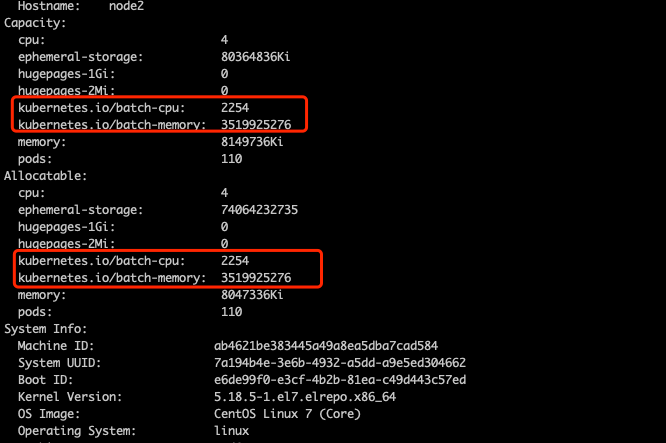 Hostname: node2
Capacity:
cpu: 4
ephemeral-storage: 80364836Ki
hugepages-1Gi: 0
hugepages-2Mi: 0
kubernetes.io/batch-cpu: 2254
kubernetes.io/batch-memory: 3519925276
memory: 8149736Ki
pods: 110
Allocatable:
cpu: 4
ephemeral-storage: 74064232735
hugepages-1Gi: 0
hugepages-2Mi: 0
kubernetes.io/batch-cpu: 2254
kubernetes.io/batch-memory: 3519925276
memory: 8047336Ki
pods: 110
System Info:
Machine ID: ab4621be383445a49a8ea5dba7cad584
System UUID: 7a194b4e-3e6b-4932-a5dd-a9e5ed304662
Boot ID: e6de99f0-e3cf-4b2b-81ea-c49d443c57ed
Kernel Version: 5.18.5-1.el7.elrepo.x86_64
OS Image: CentOS Linux 7 (Core)
Operating System: linux